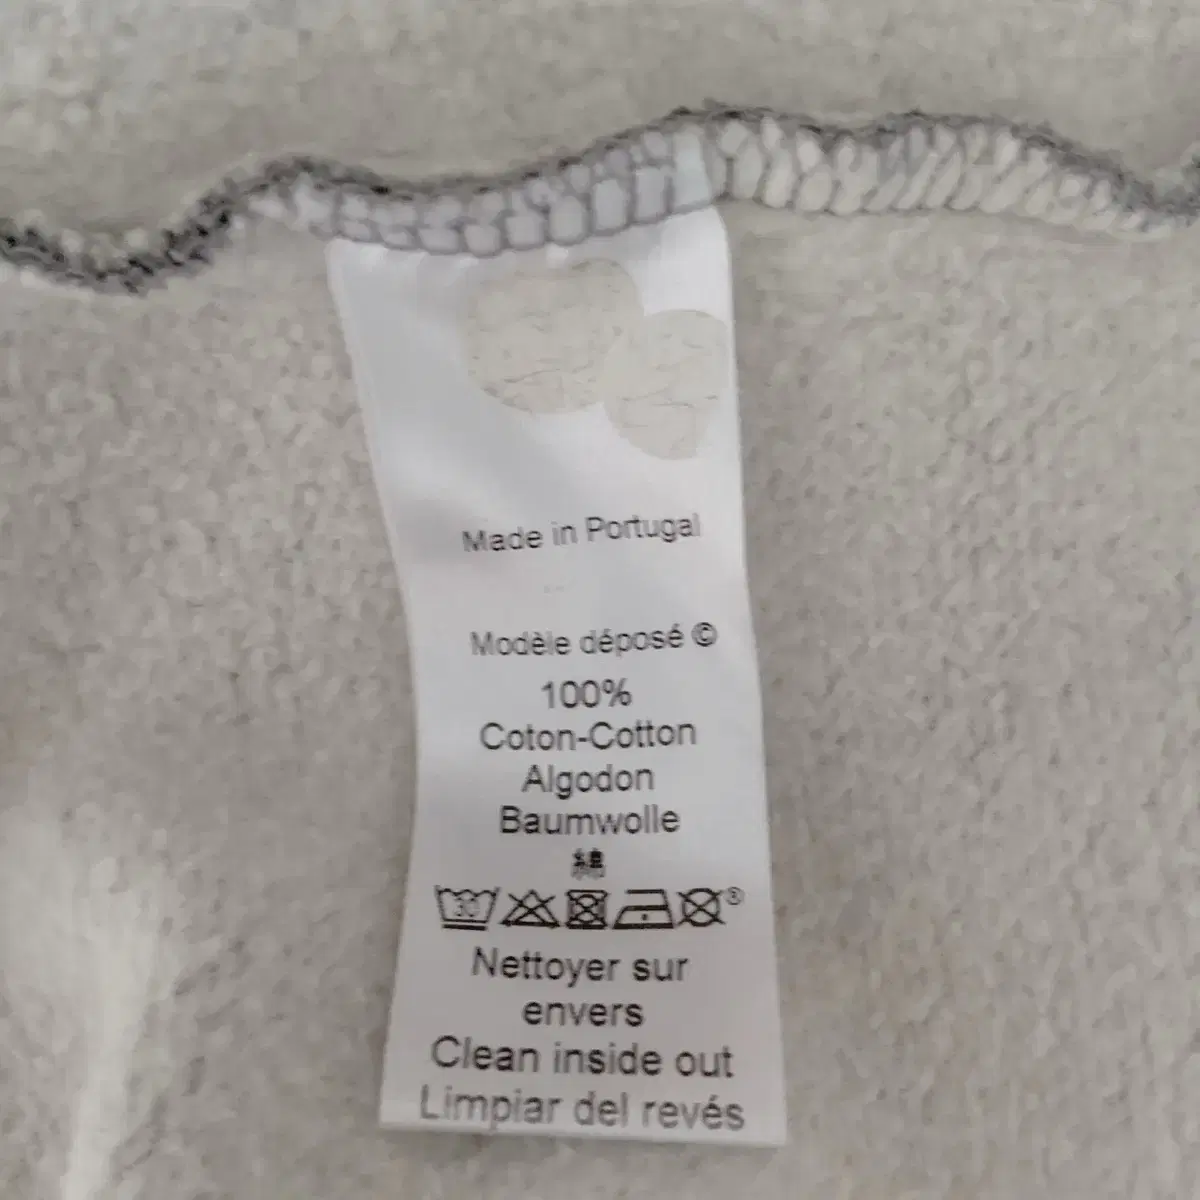 Made in Portugal
Modèle déposé ©
100%
Coton-Cotton
Algodon
Baumwolle
綿
30 ®
Nettoyer sur
envers
Clean inside out
Limpiar del revés